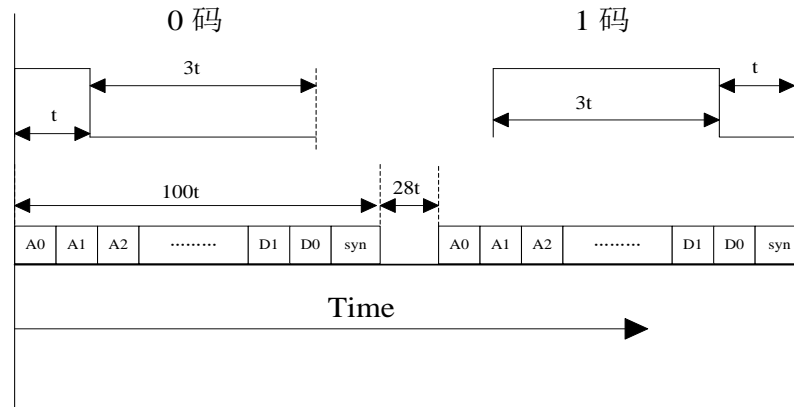 0 码 1 码
3t t
t 3t
100t 28t
A0 A1 A2 ········· D1 D0 syn A0 A1 A2 ········· D1 D0 syn
Time